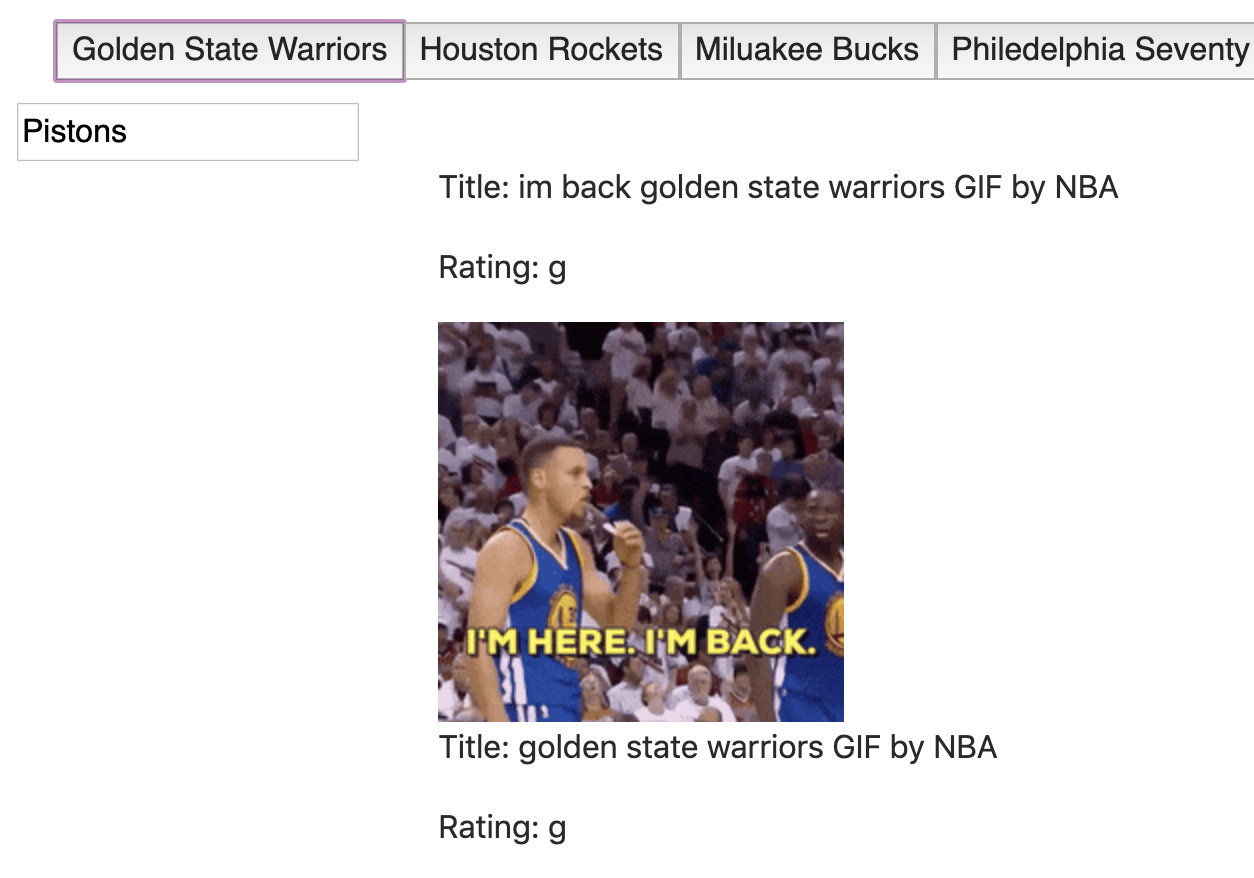 Golden State Warriors Houston Rockets Miluakee Bucks Philedelphia Seventy
Pistons
Title: im back golden state warriors GIF by NBA
Rating: g
I'M HERE. I'M BACK.
Title: golden state warriors GIF by NBA
Rating: g